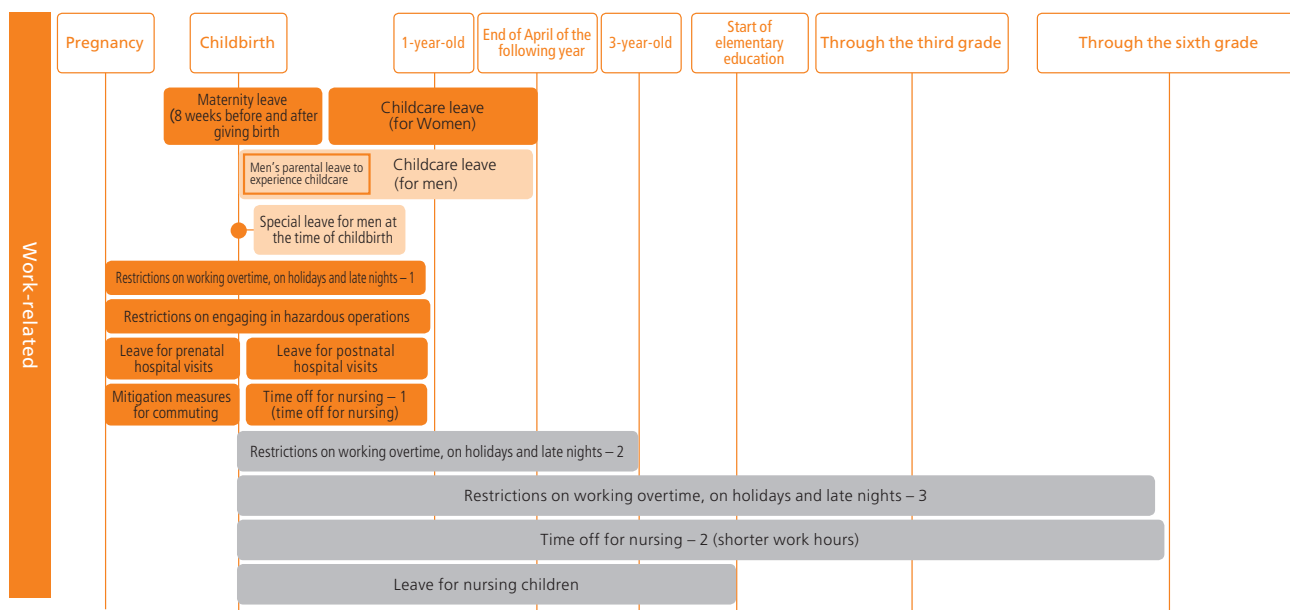 Work-related
Pregnancy
Childbirth
1-year-old
End of April of the
following year
3-year-old
Start of
elementary
education
Through the third grade
Through the sixth grade
Maternity leave
(8 weeks before and after
giving birth
Childcare leave
(for Women)
Men's parental leave to
experience childcare
Childcare leave
(for men)
Special leave for men at
the time of childbirth
Restrictions on working overtime, on holidays and late nights – 1
Restrictions on engaging in hazardous operations
Leave for prenatal
hospital visits
Leave for postnatal
hospital visits
Mitigation measures
for commuting
Time off for nursing – 1
(time off for nursing)
Restrictions on working overtime, on holidays and late nights – 2
Restrictions on working overtime, on holidays and late nights – 3
Time off for nursing – 2 (shorter work hours)
Leave for nursing children